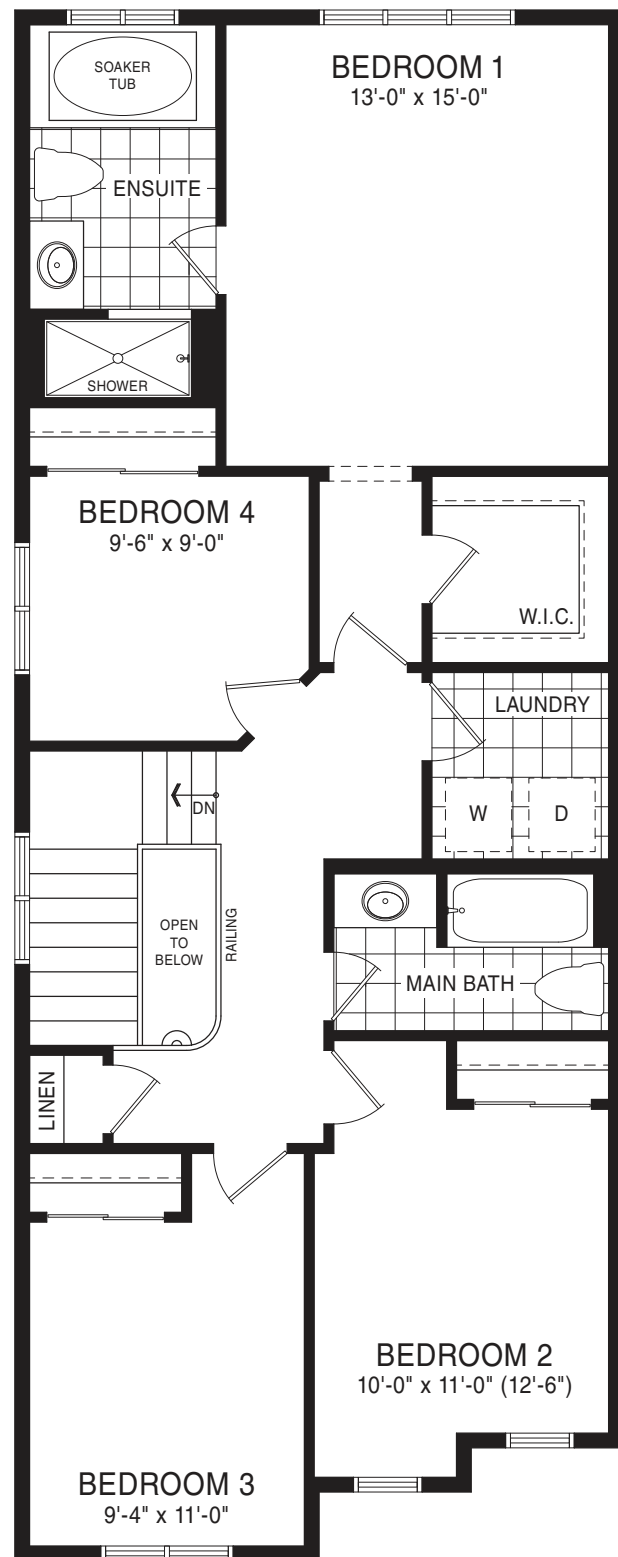 SOAKER
TUB
BEDROOM 1
13'-0" x 15'-0"
ENSUITE
SHOWER
BEDROOM 4
9'-6" x 9'-0"
W.I.C.
LAUNDRY
W
D
DN
OPEN
TO
BELOW
RAILING
MAIN BATH
LINEN
BEDROOM 2
10'-0" x 11'-0" (12'-6")
BEDROOM 3
9'-4" x 11'-0"